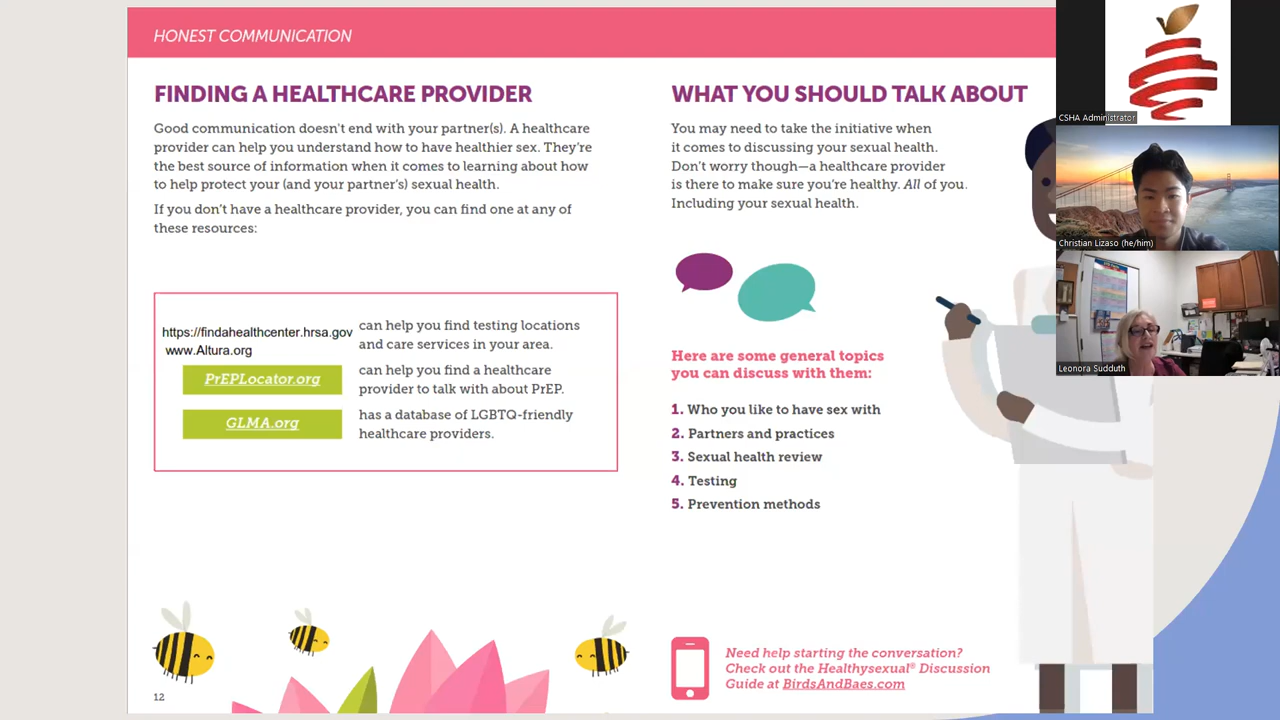 HONEST COMMUNICATION
FINDING A HEALTHCARE PROVIDER
Good communication doesn't end with your partner(s). A healthcare
provider can help you understand how to have healthier sex. They're
the best source of information when it comes to learning about how
to help protect your (and your partner's) sexual health.
If you don't have a healthcare provider, you can find one at any of
these resources:
https://findahealthcenter.hrsa.gov
www.Altura.org
can help you find testing locations
and care services in your area.
PrEPLocator.org
can help you find a healthcare
provider to talk with about PrEP.
GLMA.org
has a database of LGBTQ-friendly
healthcare providers.
12
WHAT YOU SHOULD TALK ABOUT
You may need to take the initiative when
it comes to discussing your sexual health.
Don't worry though—a healthcare provider
is there to make sure you're healthy. All of you.
Including your sexual health.
Here are some general topics
you can discuss with them:
1. Who you like to have sex with
2. Partners and practices
3. Sexual health review
4. Testing
5. Prevention methods
Need help starting the conversation?
Check out the Healthysexual® Discussion
Guide at BirdsAndBaes.com
CSHA Administrator
Christian Lizaso (he/him)
Leonora Sudduth